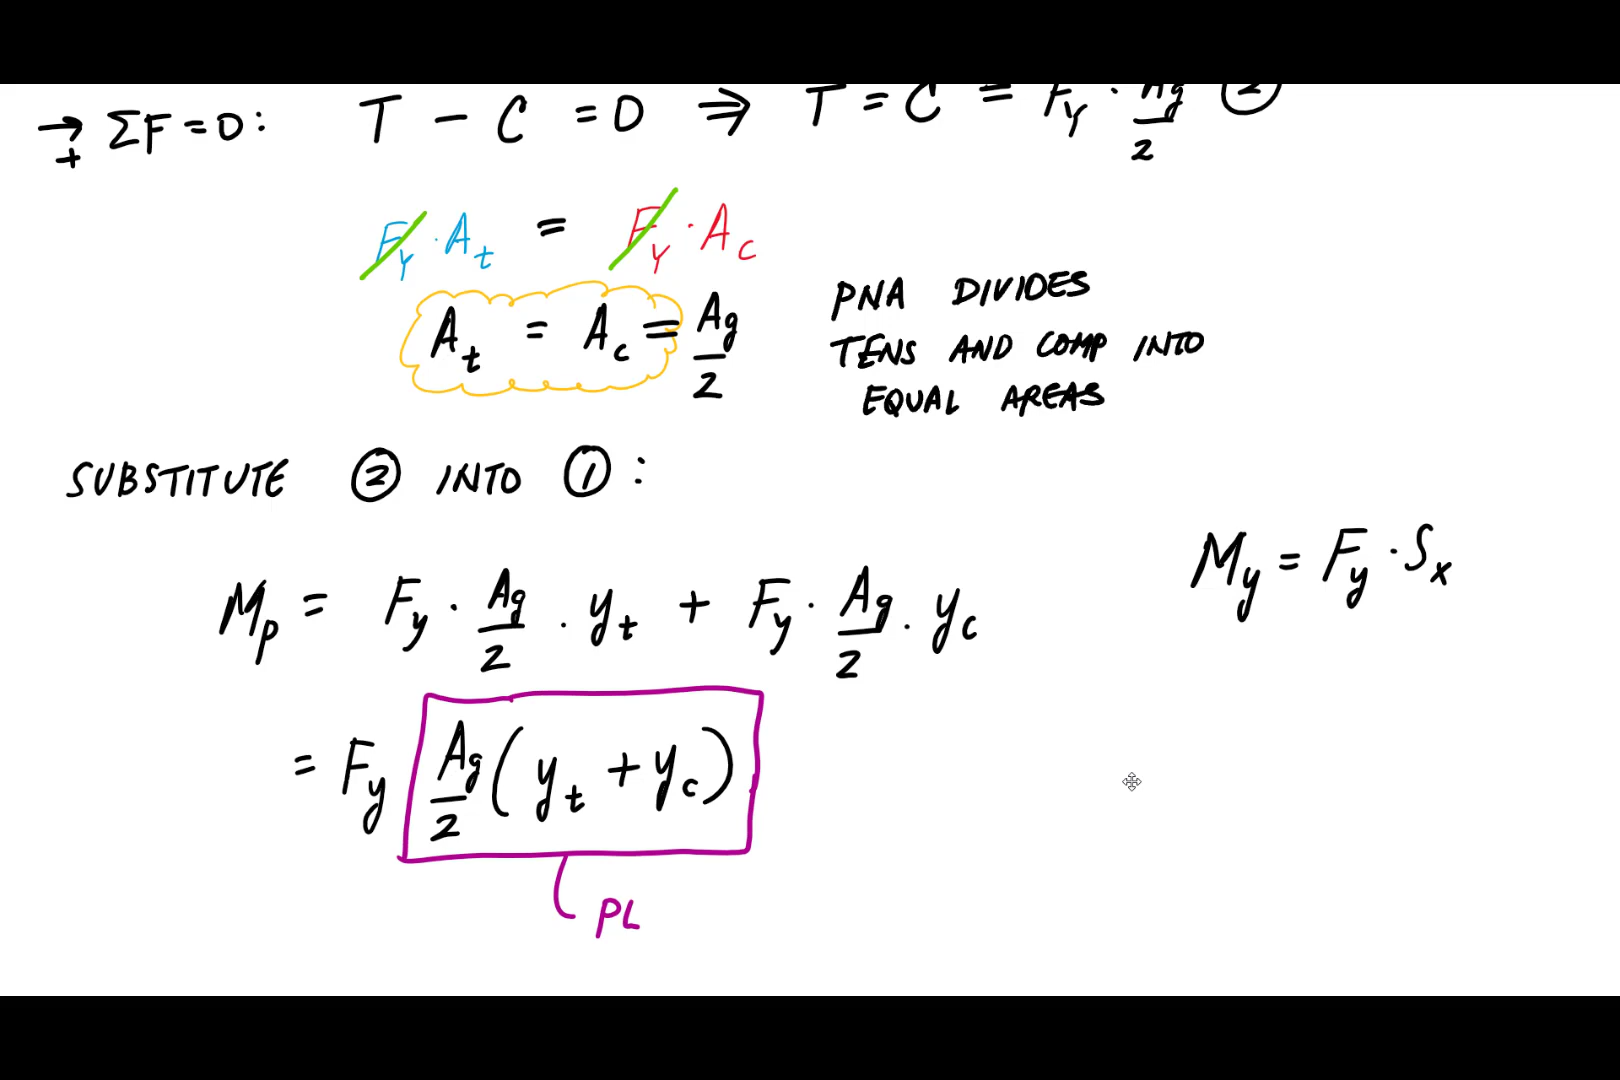 →+ ΣF=0: T - C = 0 ⇒ T = C = Fy · Ag/2 ②
Fy · At = Fy · Ac
At = Ac = Ag/2
PNA DIVIDES
TENS AND COMP INTO
EQUAL AREAS
SUBSTITUTE ② INTO ①:
My = Fy · Sx
Mp = Fy · Ag/2 · yt + Fy · Ag/2 · yc
= Fy Ag/2 (yt + yc)
PL